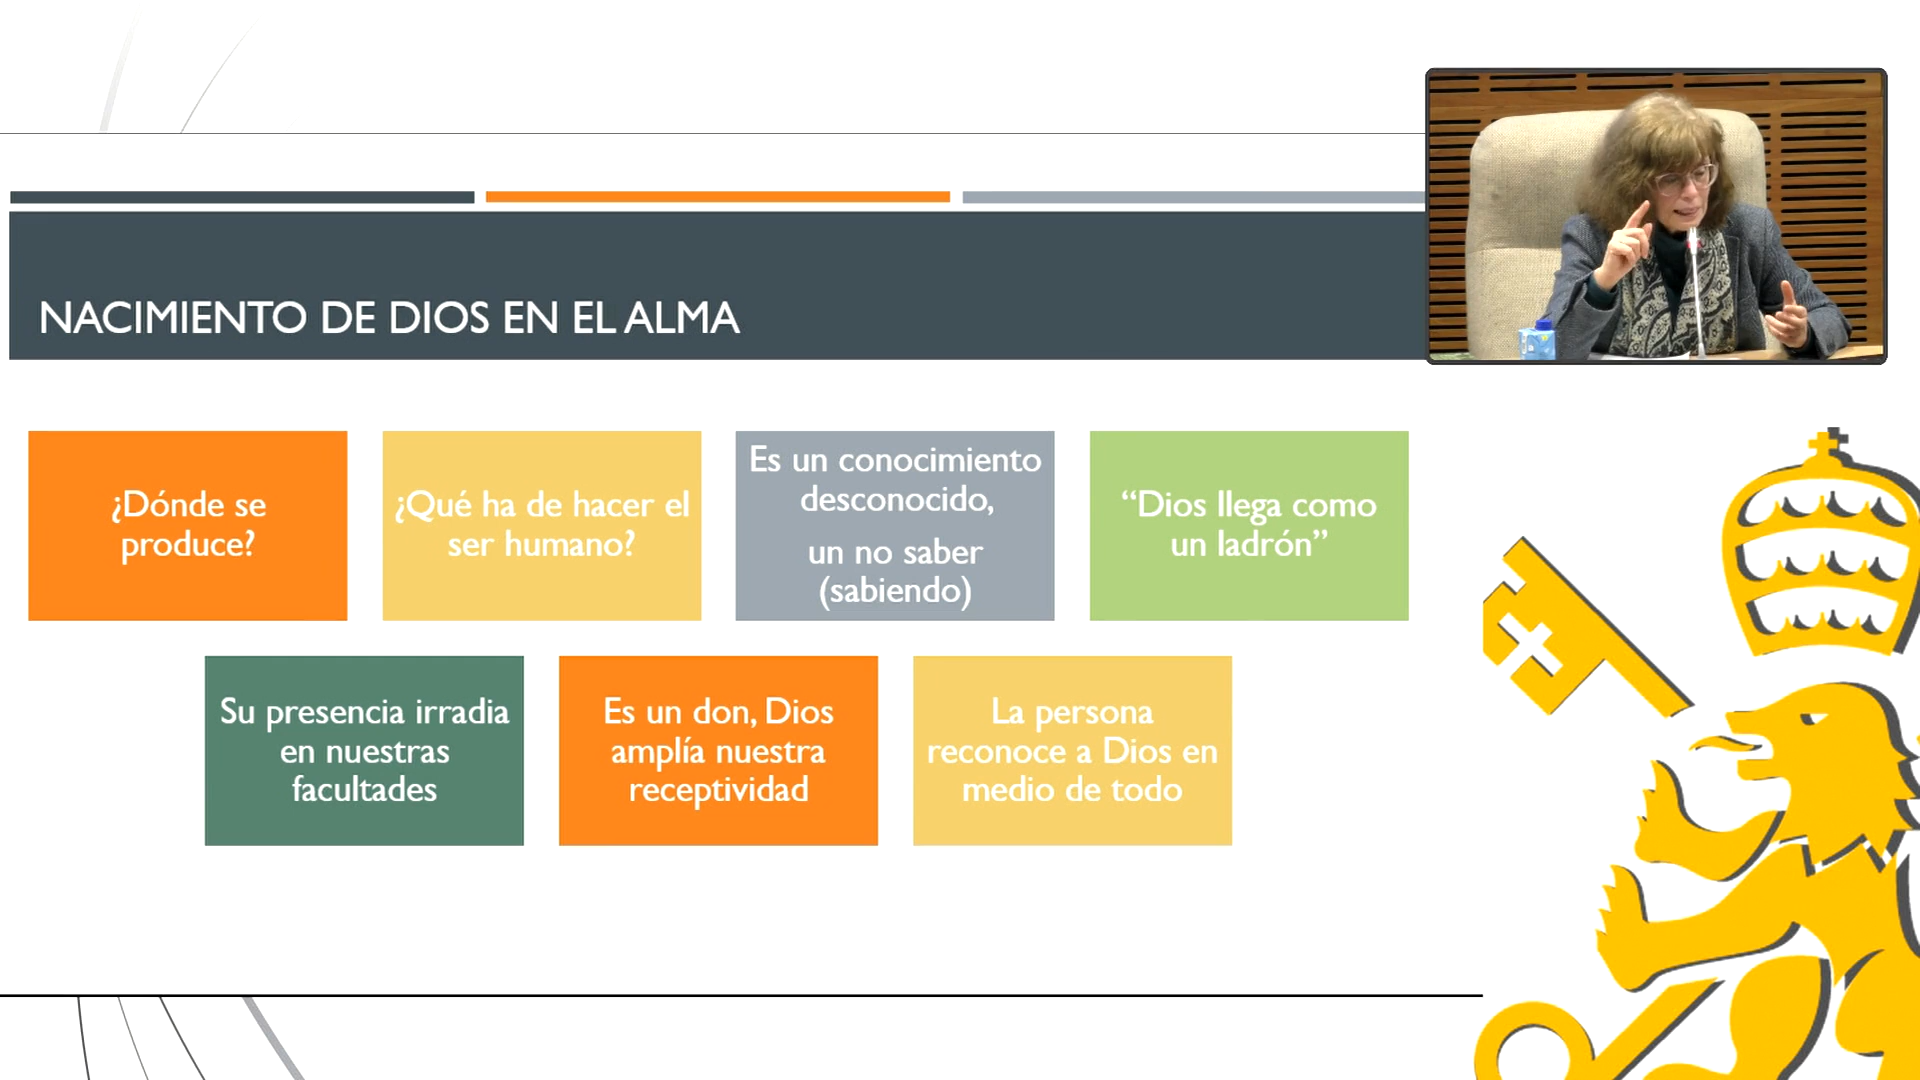 NACIMIENTO DE DIOS EN EL ALMA
¿Dónde se
produce?
¿Qué ha de hacer el
ser humano?
Es un conocimiento
desconocido,
un no saber
(sabiendo)
“Dios llega como
un ladrón”
Su presencia irradia
en nuestras
facultades
Es un don, Dios
amplía nuestra
receptividad
La persona
reconoce a Dios en
medio de todo